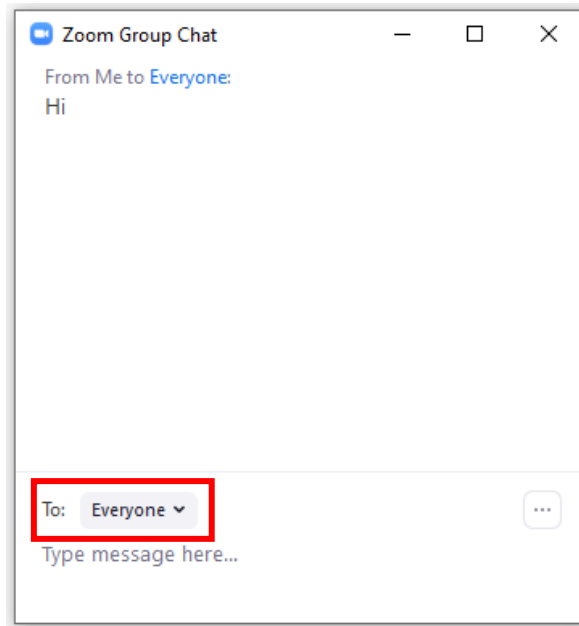 Zoom Group Chat
From Me to Everyone:
Hi
To: Everyone
Type message here...